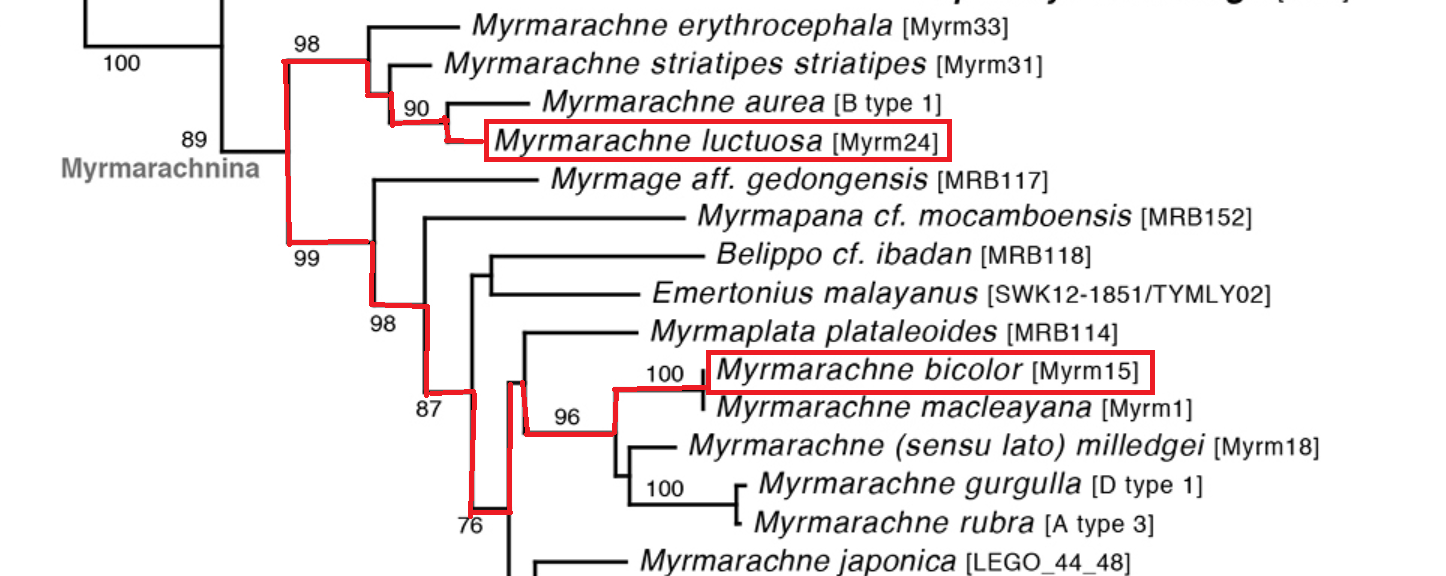 98
Myrmarachne erythrocephala [Myrm33]
100
Myrmarachne striatipes striatipes [Myrm31]
90
Myrmarachne aurea [B type 1]
89
Myrmarachne luctuosa [Myrm24]
Myrmarachnina
Myrmage aff. gedongensis [MRB117]
Myrmapana cf. mocamboensis [MRB152]
99
Belippo cf. ibadan [MRB118]
Emertonius malayanus [SWK12-1851/TYMLY02]
98
Myrmaplata plataleoides [MRB114]
100
Myrmarachne bicolor [Myrm15]
87
Myrmarachne macleayana [Myrm1]
96
Myrmarachne (sensu lato) milledgei [Myrm18]
100
Myrmarachne gurgulla [D type 1]
76
Myrmarachne rubra [A type 3]
Myrmarachne japonica [LEGO_44_48]